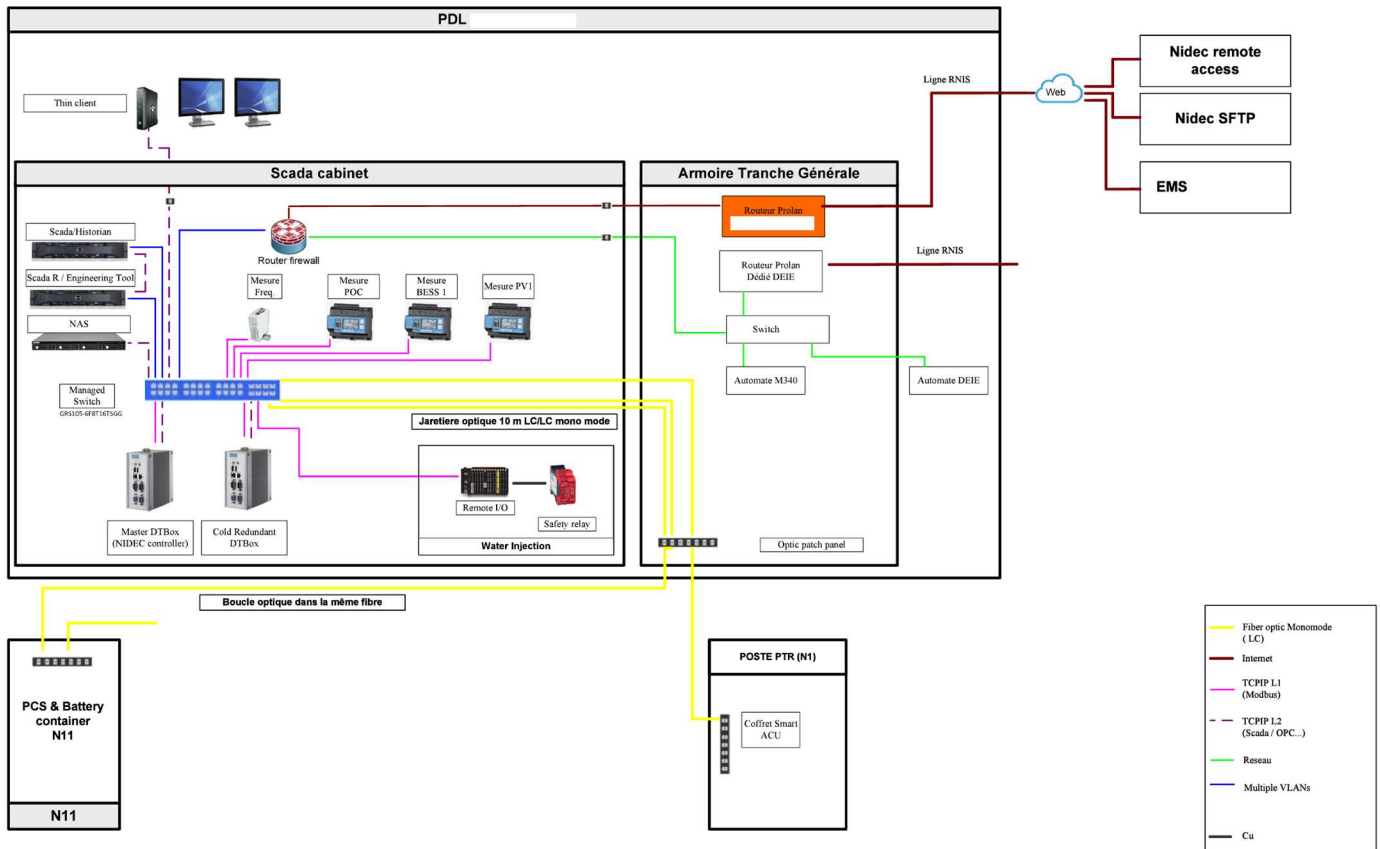 PDL
Nidec remote
access
Ligne RNIS
Web
Nidec SFTP
EMS
Thin client
Scada cabinet
Armoire Tranche Générale
Routeur Prolan
Scada/Historian
Router firewall
Ligne RNIS
Routeur Prolan
Dédié DEIE
Scada R / Engineering Tool
Mesure
Freq.
Mesure
POC
Mesure
BESS 1
Mesure PV1
NAS
Switch
Managed
Switch
GRS105-6F8T16TSGG
Automate M340
Automate DEIE
Jaretiere optique 10 m LC/LC mono mode
Remote I/O
Safety relay
Water Injection
Master DTBox
(NIDEC controller)
Cold Redundant
DTBox
Optic patch panel
Boucle optique dans la même fibre
PCS & Battery
container
N11
N11
POSTE PTR (N1)
Coffret Smart
ACU
Fiber optic Monomode
( LC)
Internet
TCPIP L1
(Modbus)
TCPIP L2
(Scada / OPC...)
Reseau
Multiple VLANs
Cu